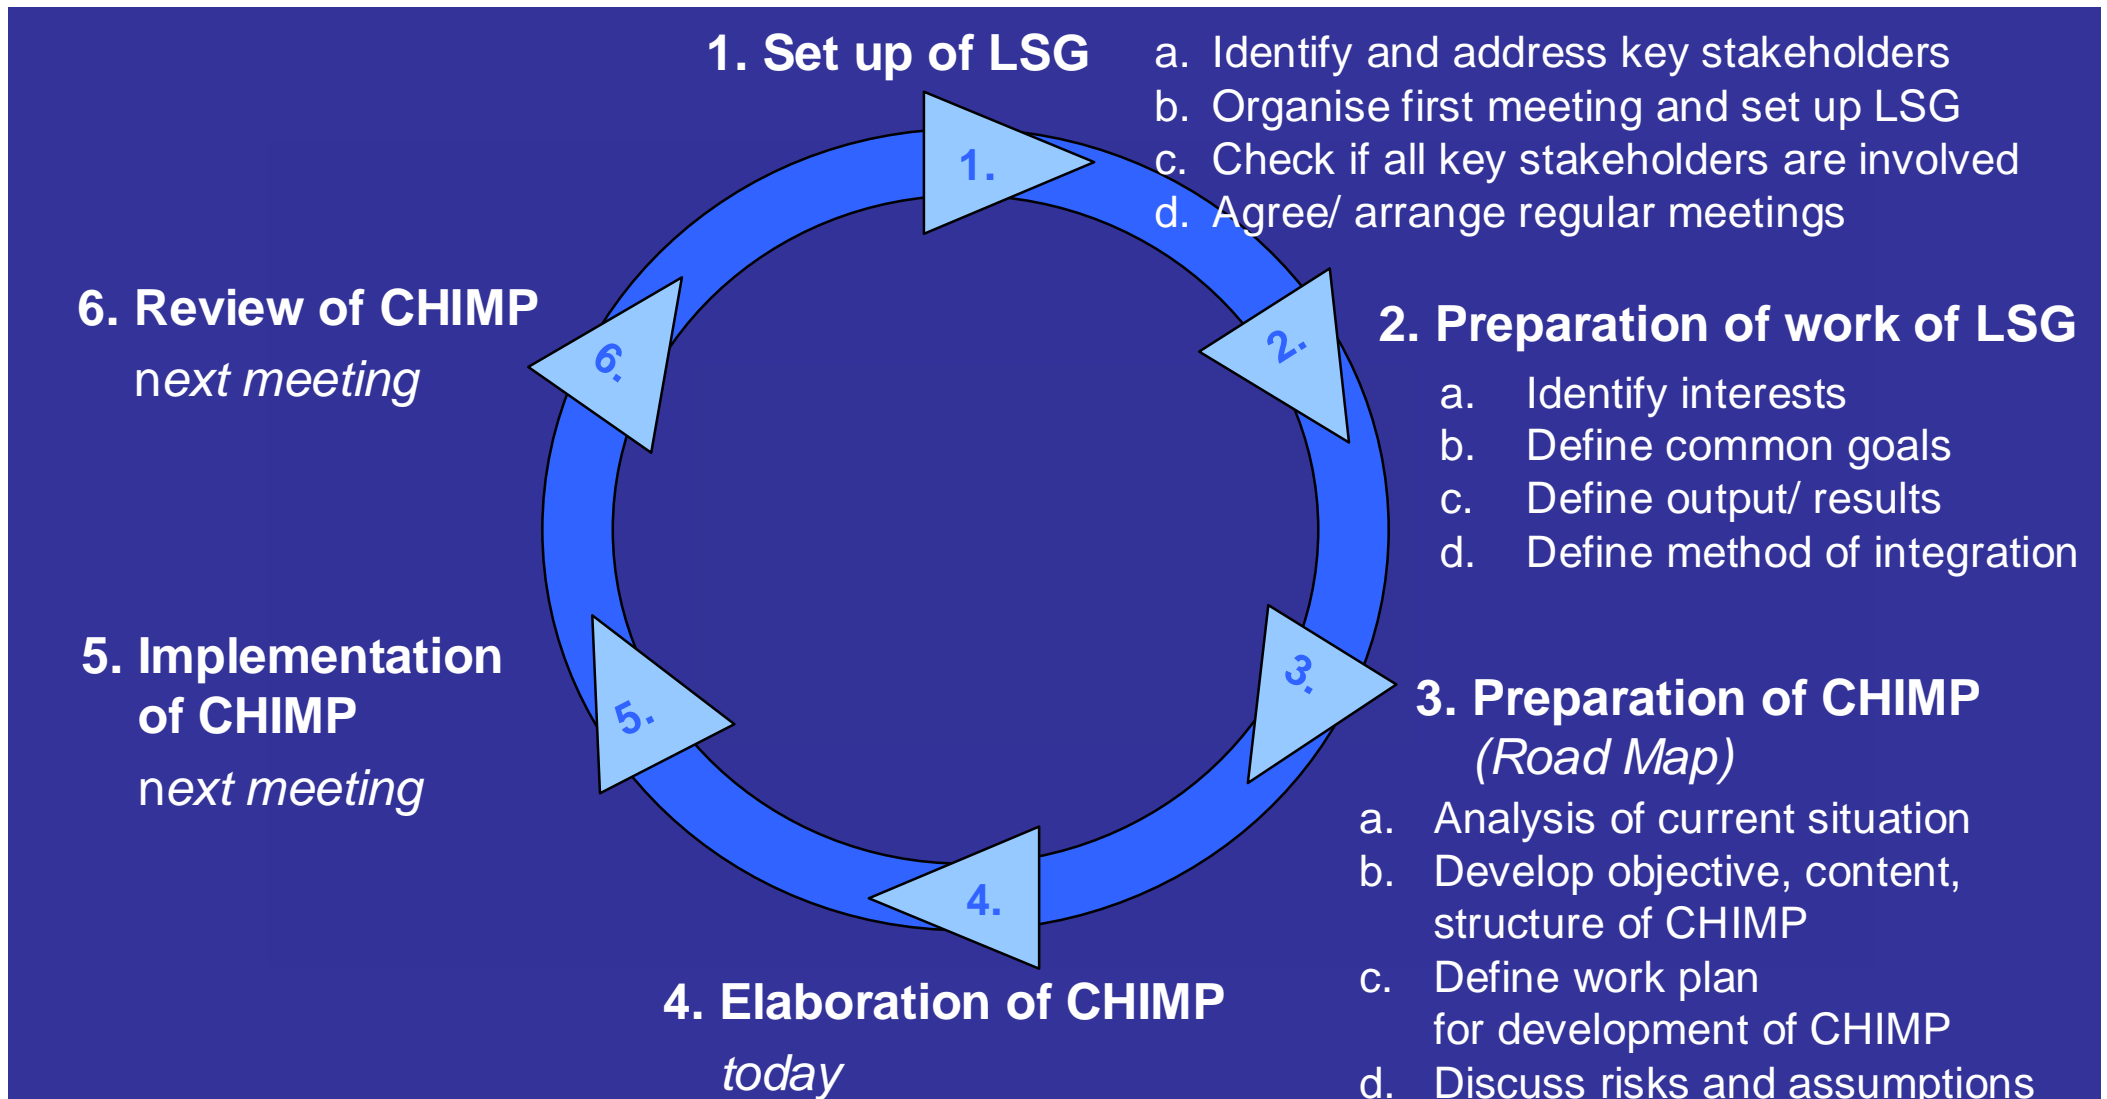 1. Set up of LSG
a. Identify and address key stakeholders
b. Organise first meeting and set up LSG
c. Check if all key stakeholders are involved
d. Agree/ arrange regular meetings
1.
2.
3.
4.
5.
6.
2. Preparation of work of LSG
a. Identify interests
b. Define common goals
c. Define output/ results
d. Define method of integration
3. Preparation of CHIMP
(Road Map)
a. Analysis of current situation
b. Develop objective, content,
structure of CHIMP
c. Define work plan
for development of CHIMP
d. Discuss risks and assumptions
4. Elaboration of CHIMP
today
5. Implementation
of CHIMP
next meeting
6. Review of CHIMP
next meeting